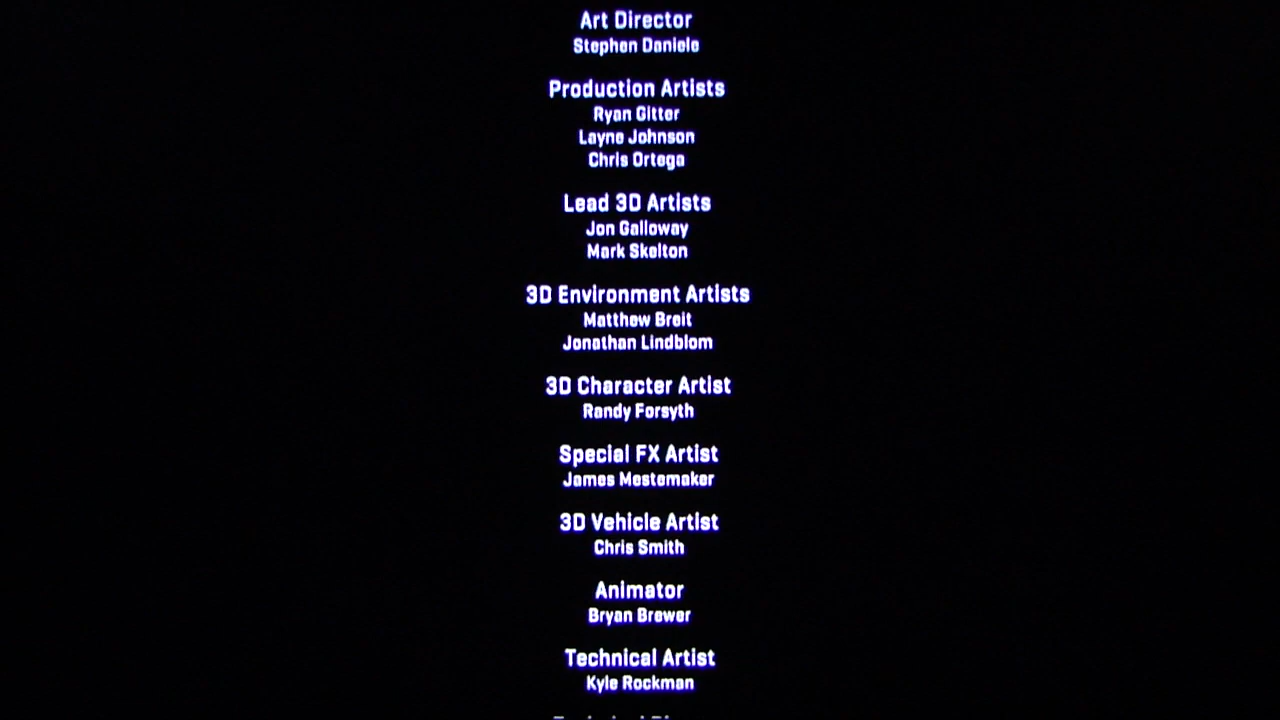 Art Director
Stephen Daniele
Production Artists
Ryan Gitter
Layne Johnson
Chris Ortega
Lead 3D Artists
Jon Galloway
Mark Skelton
3D Environment Artists
Matthew Breit
Jonathan Lindblom
3D Character Artist
Randy Forsyth
Special FX Artist
James Mestemaker
3D Vehicle Artist
Chris Smith
Animator
Bryan Brewer
Technical Artist
Kyle Rockman